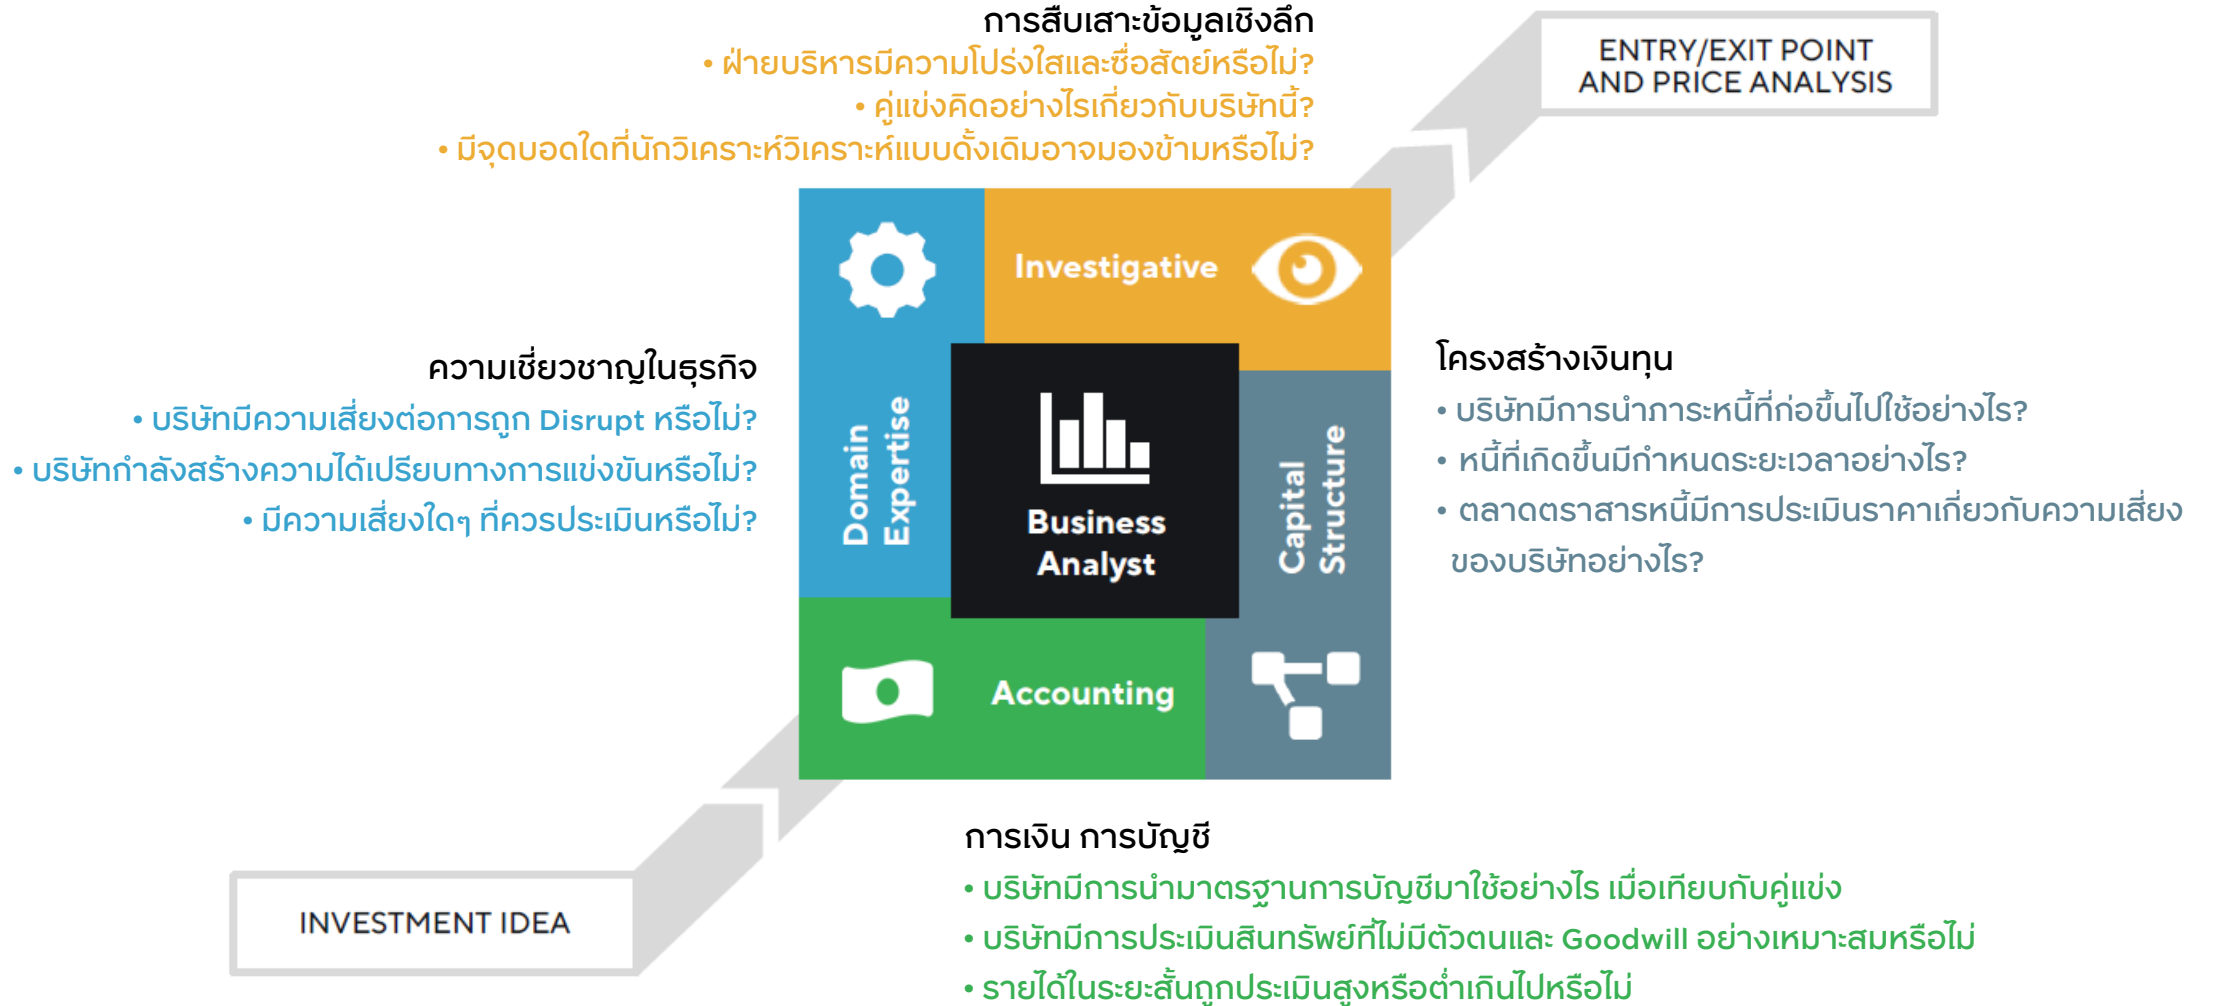 การสืบเสาะข้อมูลเชิงลึก
• ฝ่ายบริหารมีความโปร่งใสและซื่อสัตย์หรือไม่?
• คู่แข่งคิดอย่างไรเกี่ยวกับบริษัทนี้?
• มีจุดบอดใดที่นักวิเคราะห์วิเคราะห์แบบดั้งเดิมอาจมองข้ามหรือไม่?
ENTRY/EXIT POINT
AND PRICE ANALYSIS
Investigative
ความเชี่ยวชาญในธุรกิจ
• บริษัทมีความเสี่ยงต่อการถูก Disrupt หรือไม่?
• บริษัทกำลังสร้างความได้เปรียบทางการแข่งขันหรือไม่?
• มีความเสี่ยงใดๆ ที่ควรประเมินหรือไม่?
Domain
Expertise
Business
Analyst
Capital
Structure
โครงสร้างเงินทุน
• บริษัทมีการนำภาระหนี้ที่ก่อขึ้นไปใช้อย่างไร?
• หนี้ที่เกิดขึ้นมีกำหนดระยะเวลาอย่างไร?
• ตลาดตราสารหนี้มีการประเมินราคาเกี่ยวกับความเสี่ยง
ของบริษัทอย่างไร?
Accounting
การเงิน การบัญชี
• บริษัทมีการนำมาตรฐานการบัญชีมาใช้อย่างไร เมื่อเทียบกับคู่แข่ง
• บริษัทมีการประเมินสินทรัพย์ที่ไม่มีตัวตนและ Goodwill อย่างเหมาะสมหรือไม่
• รายได้ในระยะสั้นถูกประเมินสูงหรือต่ำเกินไปหรือไม่
INVESTMENT IDEA